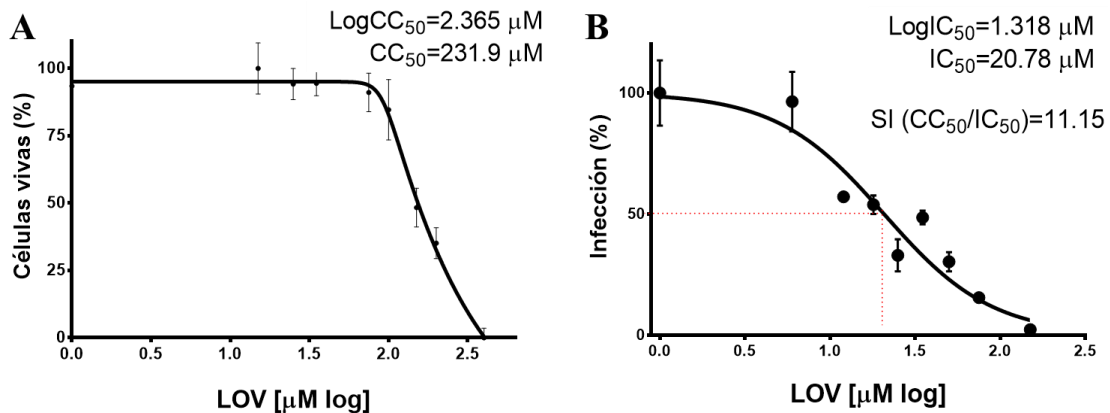 A
LogCC50=2.365 µM
CC50=231.9 µM
Células vivas (%)
100
75
50
25
0
0.0 0.5 1.0 1.5 2.0 2.5
LOV [µM log]
B
LogIC50=1.318 µM
IC50=20.78 µM
SI (CC50/IC50)=11.15
Infección (%)
100
50
0
0.0 0.5 1.0 1.5 2.0 2.5
LOV [µM log]